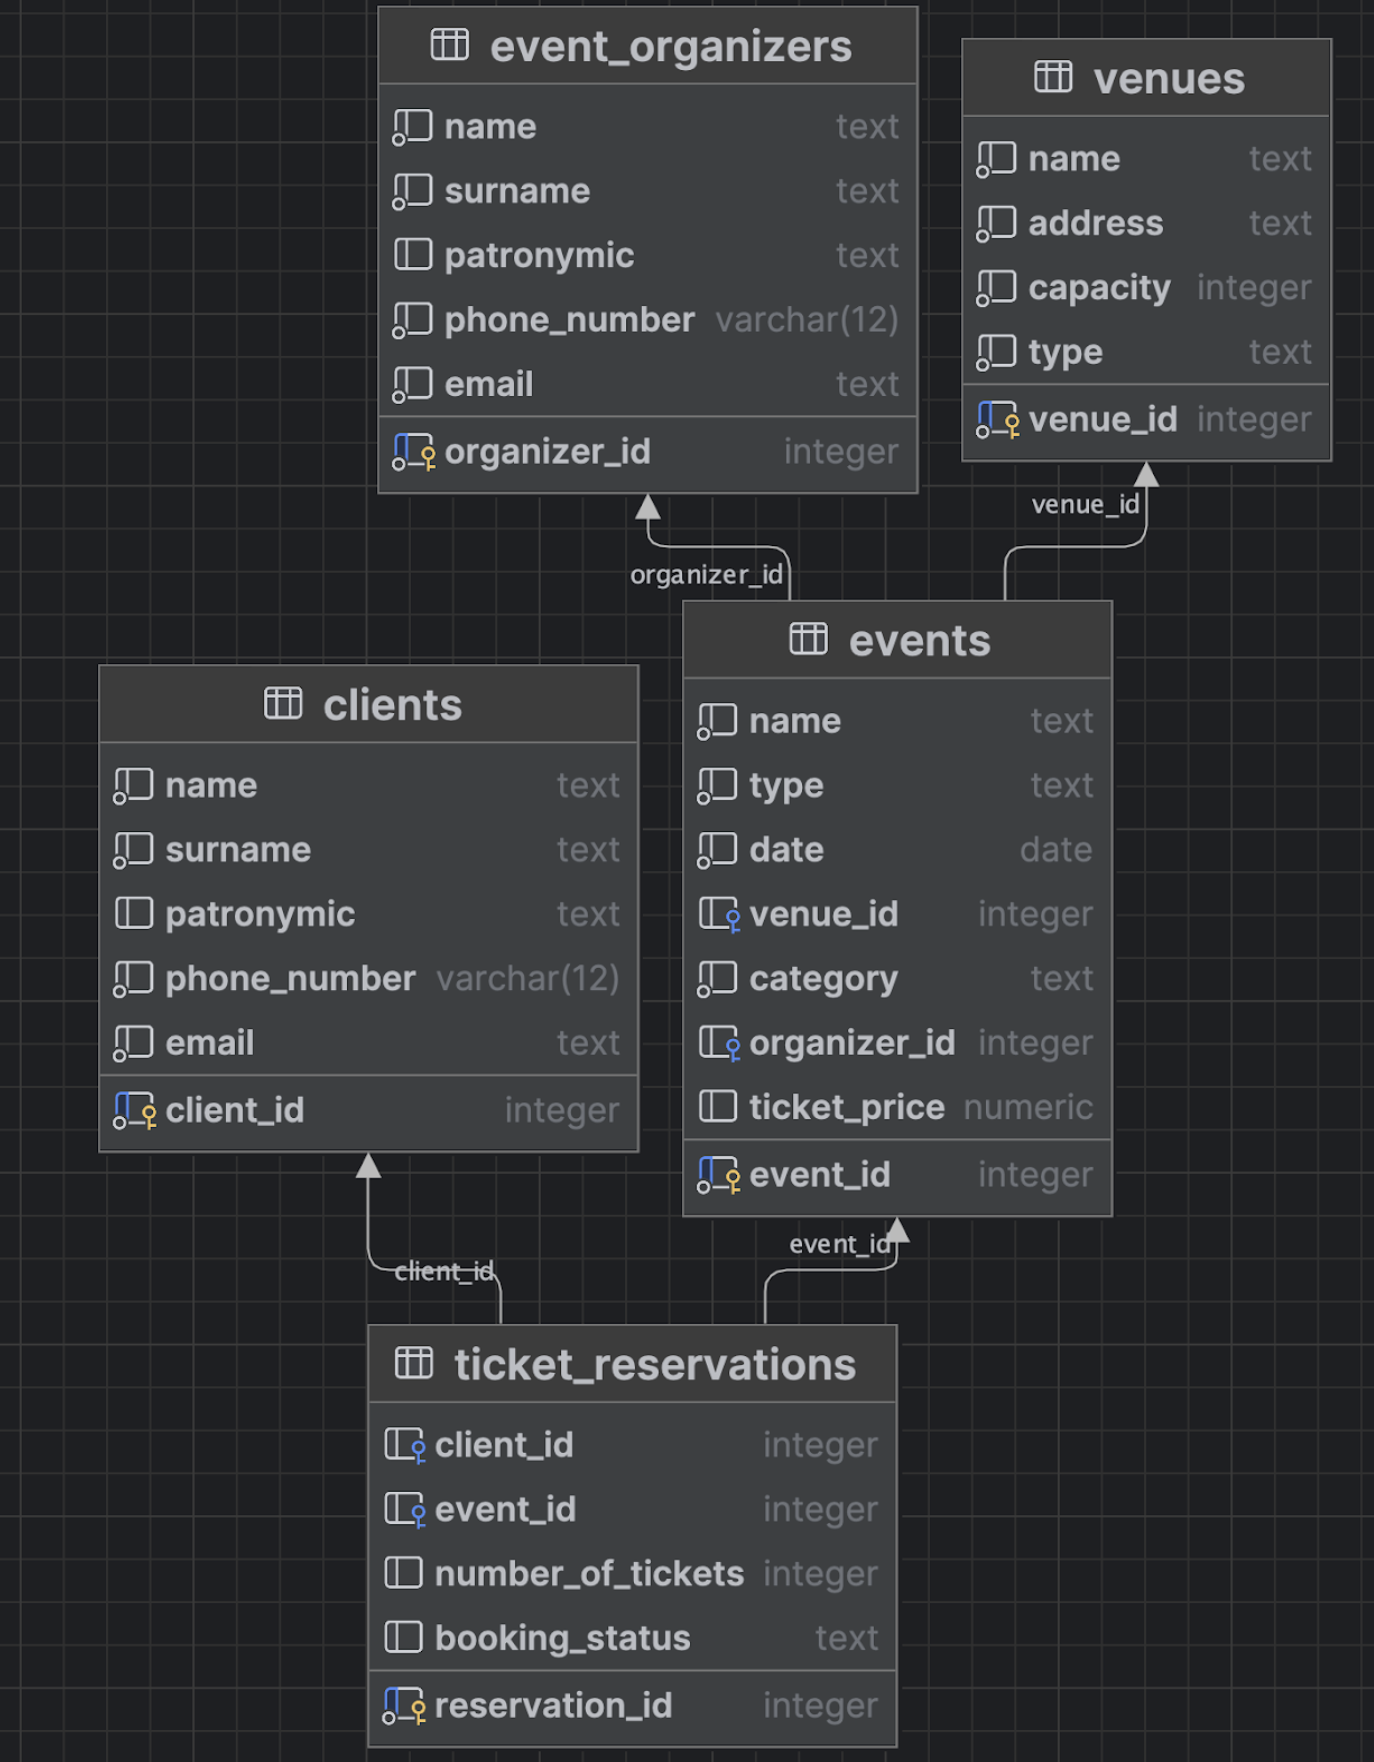 event_organizers
name text
surname text
patronymic text
phone_number varchar(12)
email text
organizer_id integer
venues
name text
address text
capacity integer
type text
venue_id integer
organizer_id
venue_id
clients
name text
surname text
patronymic text
phone_number varchar(12)
email text
client_id integer
events
name text
type text
date date
venue_id integer
category text
organizer_id integer
ticket_price numeric
event_id integer
client_id
event_id
ticket_reservations
client_id integer
event_id integer
number_of_tickets integer
booking_status text
reservation_id integer